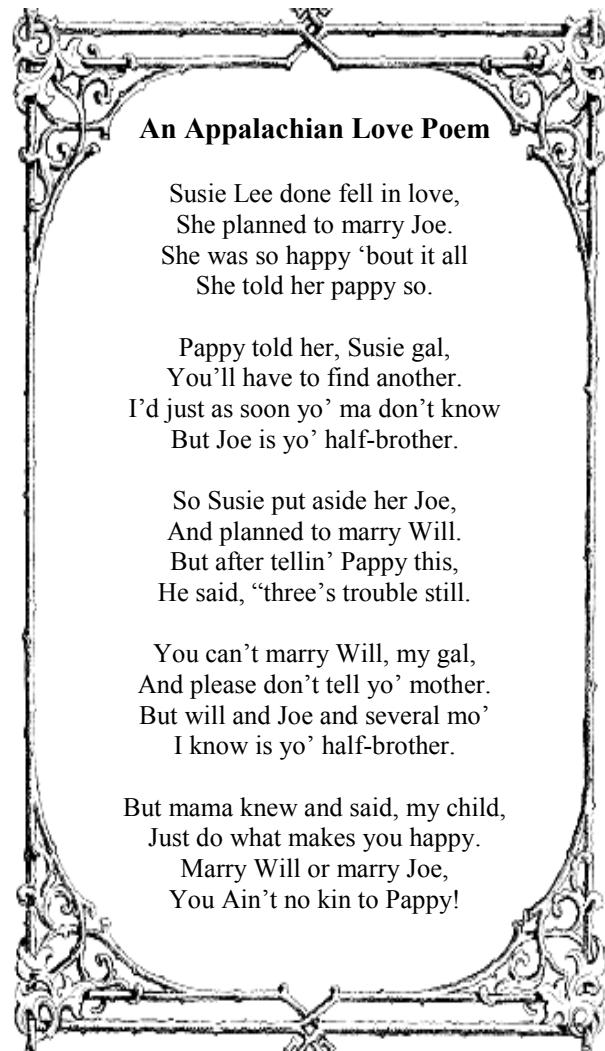 An Appalachian Love Poem
Susie Lee done fell in love,
She planned to marry Joe.
She was so happy ‘bout it all
She told her pappy so.
Pappy told her, Susie gal,
You’ll have to find another.
I’d just as soon yo’ ma don’t know
But Joe is yo’ half-brother.
So Susie put aside her Joe,
And planned to marry Will.
But after tellin’ Pappy this,
He said, “three’s trouble still.
You can’t marry Will, my gal,
And please don’t tell yo’ mother.
But will and Joe and several mo’
I know is yo’ half-brother.
But mama knew and said, my child,
Just do what makes you happy.
Marry Will or marry Joe,
You Ain’t no kin to Pappy!